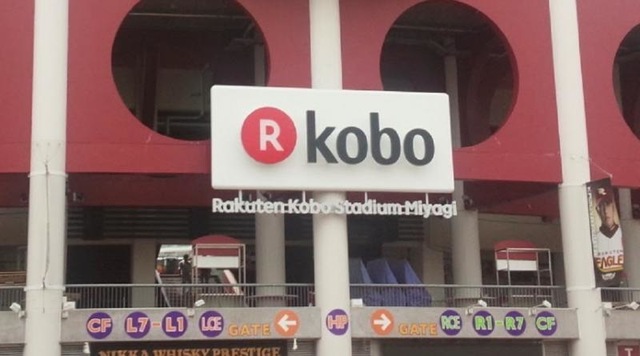 R kobo
Rakuten Kobo Stadium Miyagi
EAGLE
CF L7-L1 LCE GATE ← HP → GATE RCE R1-R7 CF
NIKKA WHISKY PRESTIGE